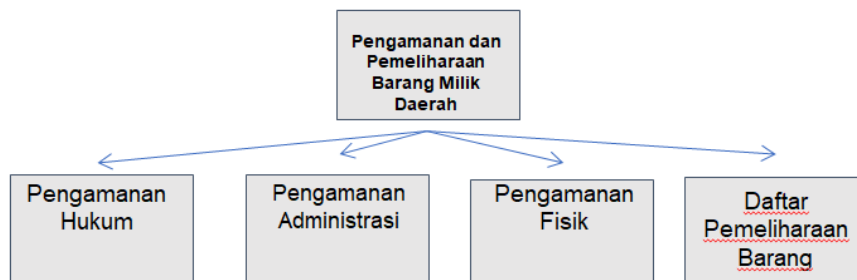 Pengamanan dan
Pemeliharaan
Barang Milik
Daerah
Pengamanan
Hukum
Pengamanan
Administrasi
Pengamanan
Fisik
Daftar
Pemeliharaan
Barang